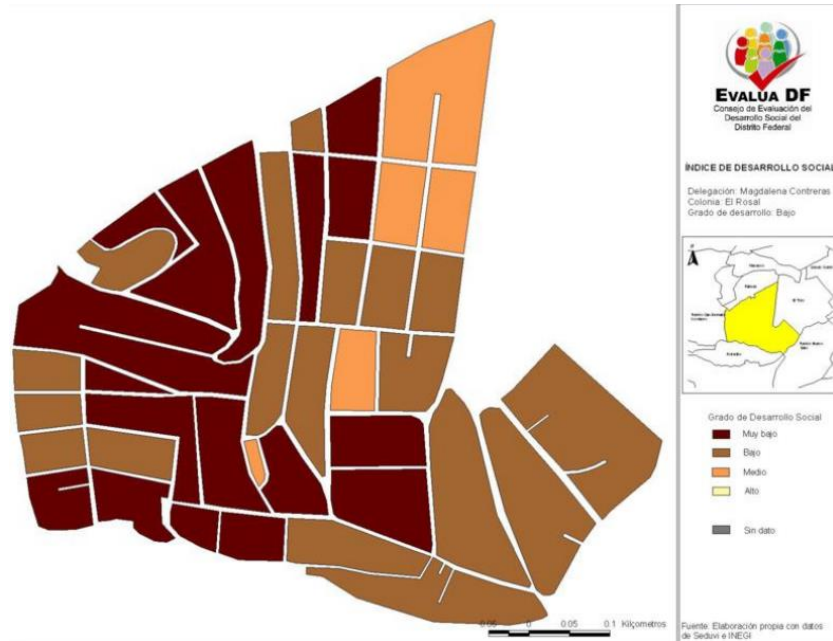 EVALUA DF
Consejo de Evaluación del
Desarrollo Social del
Distrito Federal
ÍNDICE DE DESARROLLO SOCIAL
Delegación: Magdalena Contreras
Colonia: El Rosal
Grado de desarrollo: Bajo
Grado de Desarrollo Social
Muy bajo
Bajo
Medio
Alto
Sin dato
0.05 0 0.05 0.1 Kilómetros
Fuente: Elaboración propia con datos
de Seduvi e INEGI